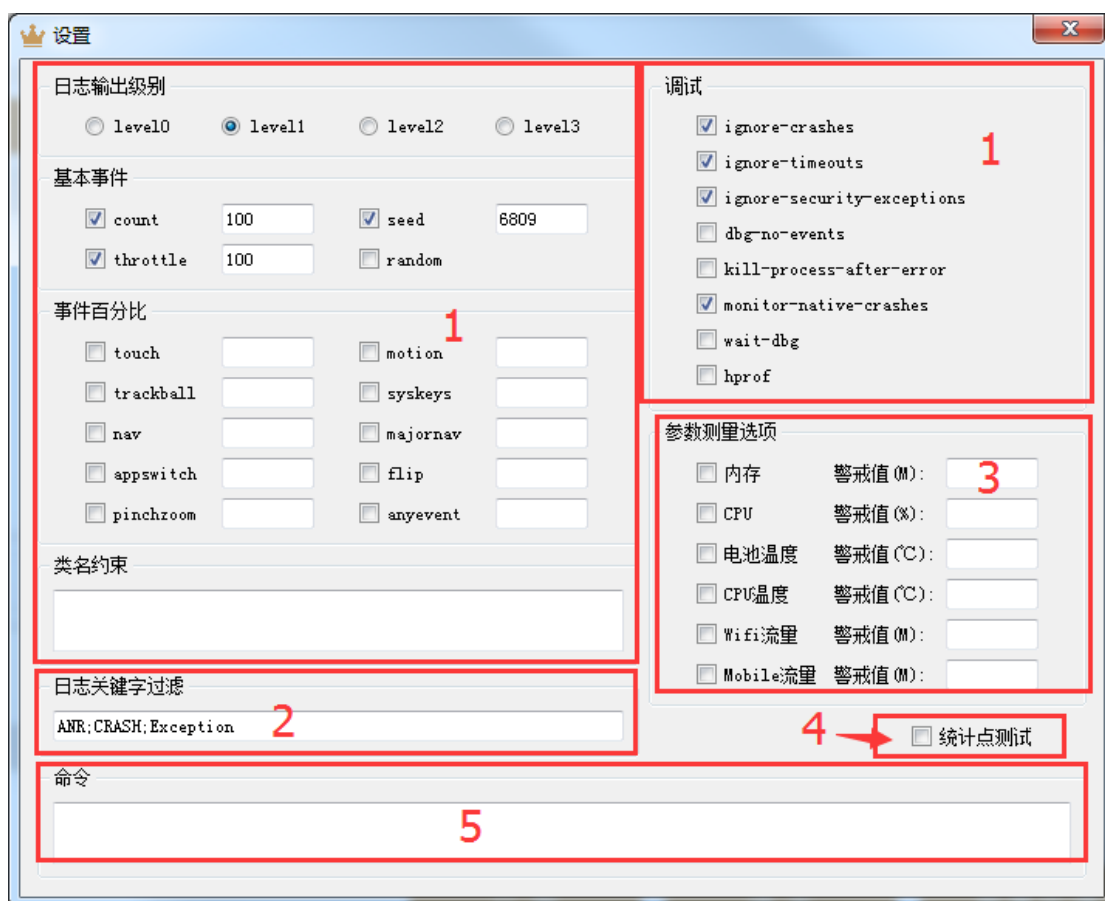 设置
日志输出级别
level0 level1 level2 level3
基本事件
count 100 seed 6809
throttle 100 random
事件百分比
1
touch motion
trackball syskeys
nav majornav
appswitch flip
pinchzoom anyevent
类名约束
日志关键字过滤
ANR;CRASH;Exception 2
调试
ignore-crashes
1
ignore-timeouts
ignore-security-exceptions
dbg-no-events
kill-process-after-error
monitor-native-crashes
wait-dbg
hprof
参数测量选项
内存 警戒值(M): 3
CPU 警戒值(%):
电池温度 警戒值(℃):
CPU温度 警戒值(℃):
Wifi流量 警戒值(M):
Mobile流量 警戒值(M):
4 统计点测试
命令
5